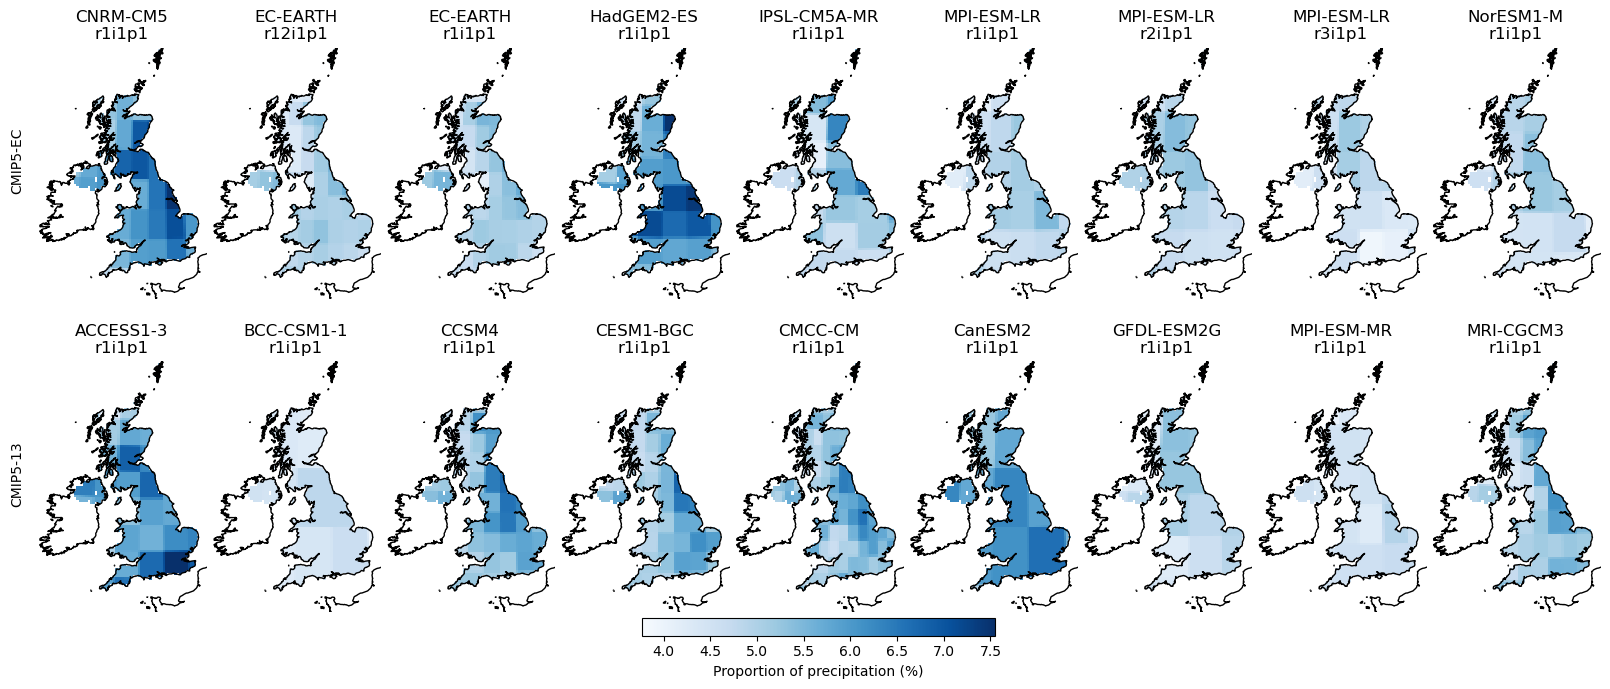 CNRM-CM5
r1i1p1
EC-EARTH
r12i1p1
EC-EARTH
r1i1p1
HadGEM2-ES
r1i1p1
IPSL-CM5A-MR
r1i1p1
MPI-ESM-LR
r1i1p1
MPI-ESM-LR
r2i1p1
MPI-ESM-LR
r3i1p1
NorESM1-M
r1i1p1
CMIP5-EC
ACCESS1-3
r1i1p1
BCC-CSM1-1
r1i1p1
CCSM4
r1i1p1
CESM1-BGC
r1i1p1
CMCC-CM
r1i1p1
CanESM2
r1i1p1
GFDL-ESM2G
r1i1p1
MPI-ESM-MR
r1i1p1
MRI-CGCM3
r1i1p1
CMIP5-13
4.0 4.5 5.0 5.5 6.0 6.5 7.0 7.5
Proportion of precipitation (%)